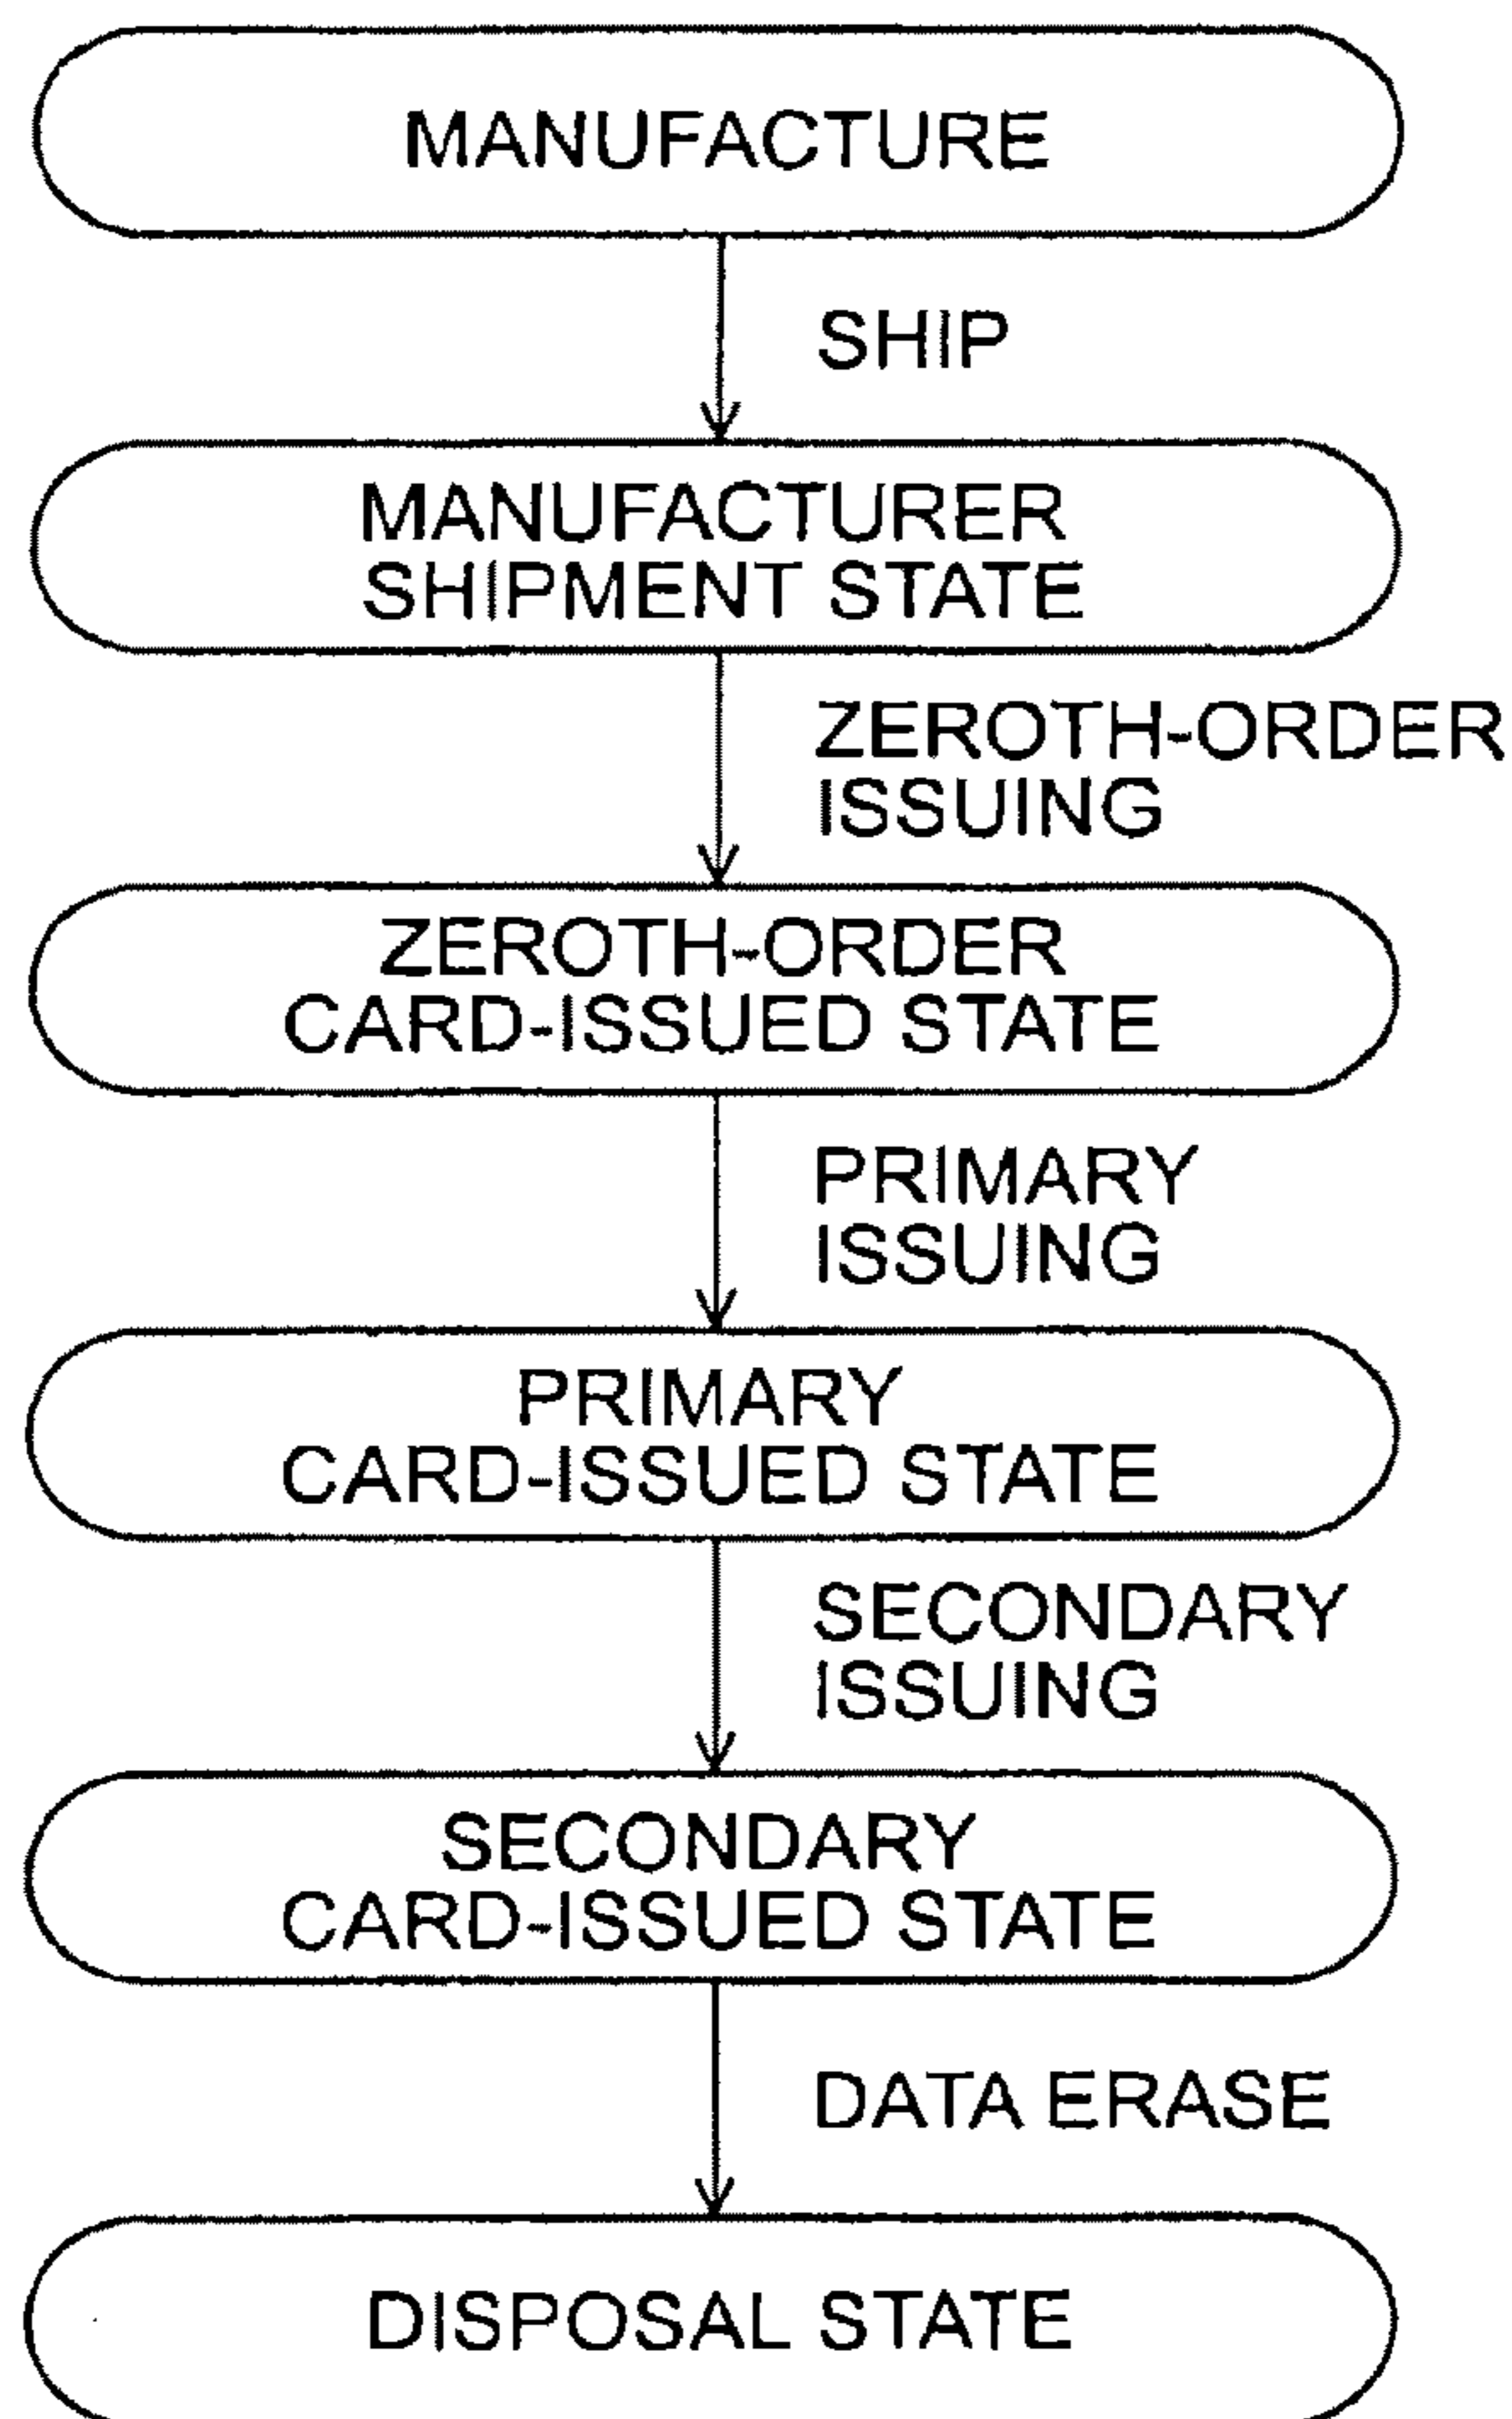 MANUFACTURE
SHIP
MANUFACTURER
SHIPMENT STATE
ZEROTH-ORDER
ISSUING
ZEROTH-ORDER
CARD-ISSUED STATE
PRIMARY
ISSUING
PRIMARY
CARD-ISSUED STATE
SECONDARY
ISSUING
SECONDARY
CARD-ISSUED STATE
DATA ERASE
DISPOSAL STATE